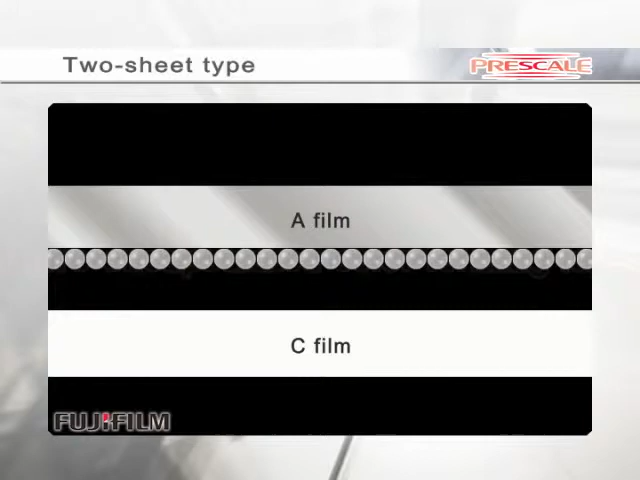 Two-sheet type
PRESCALE
A film
C film
FUJIFILM